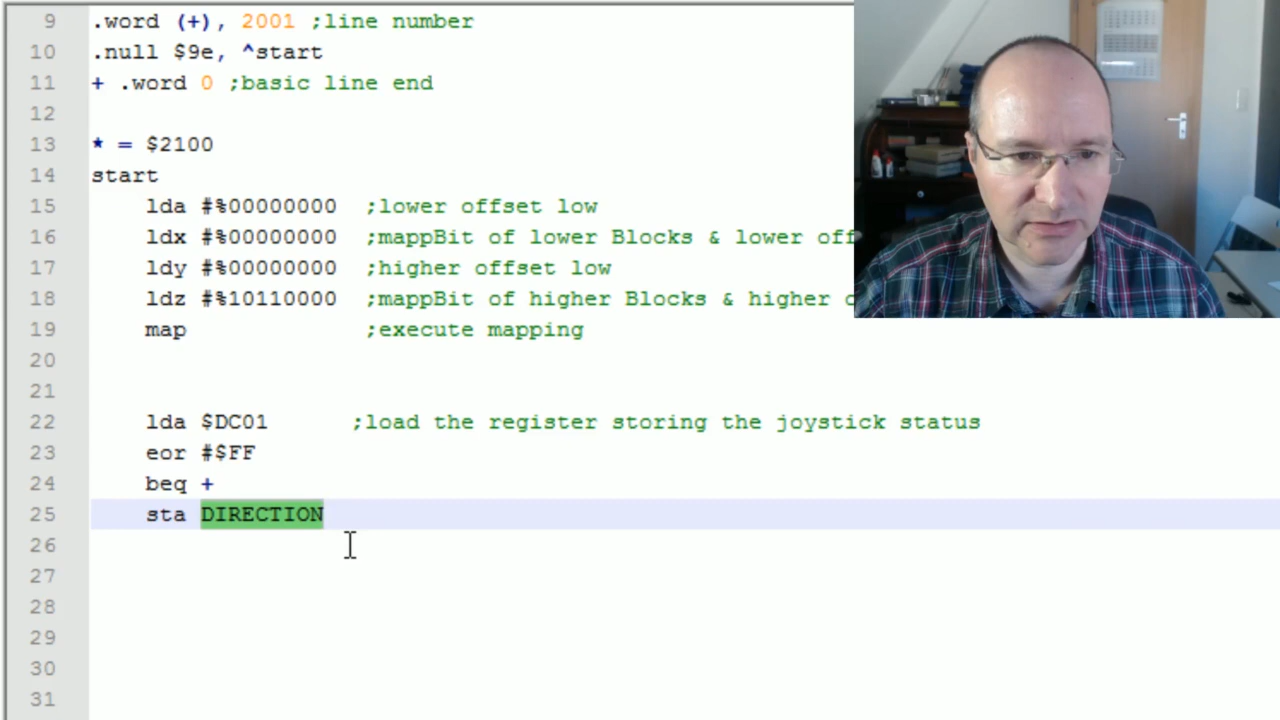 9 .word (+), 2001 ;line number
10 .null $9e, ^start
11 + .word 0 ;basic line end
12
13 * = $2100
14 start
15 lda #%00000000 ;lower offset low
16 ldx #%00000000 ;mappBit of lower Blocks & lower off
17 ldy #%00000000 ;higher offset low
18 ldz #%10110000 ;mappBit of higher Blocks & higher
19 map ;execute mapping
20
21
22 lda $DC01 ;load the register storing the joystick status
23 eor #$FF
24 beq +
25 sta DIRECTION
26
27
28
29
30
31